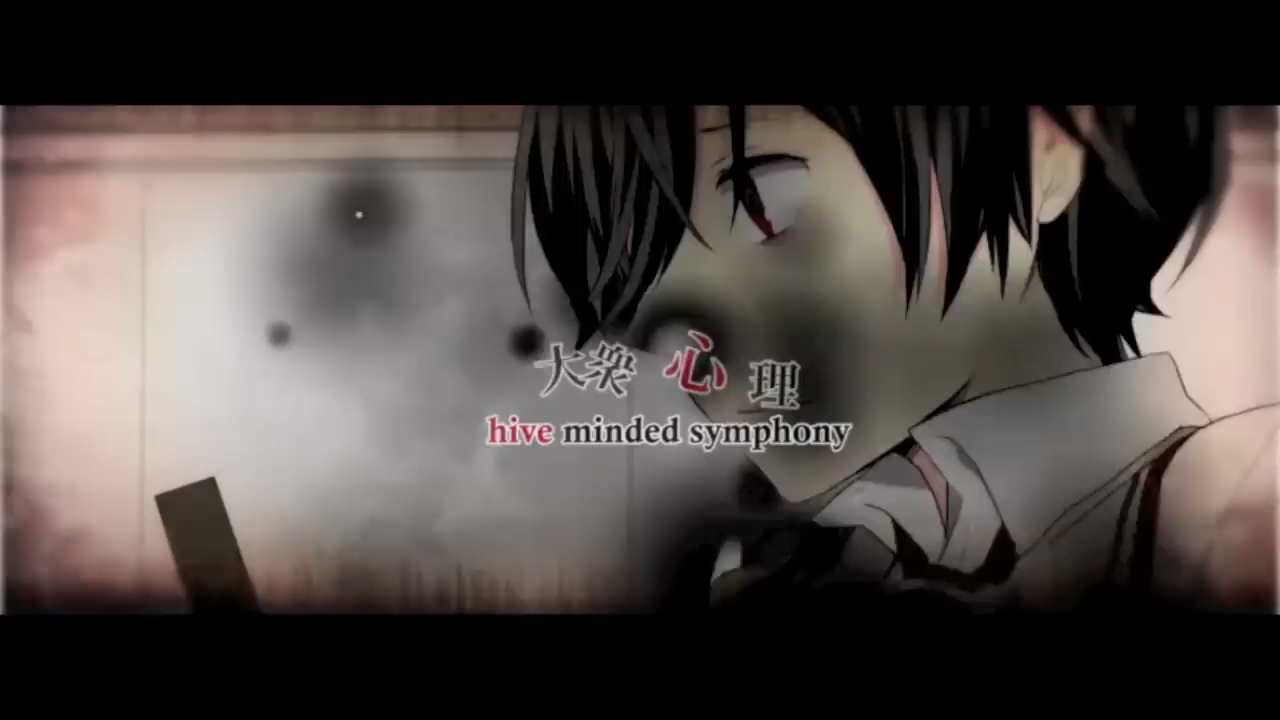 大衆心理
hive minded symphony